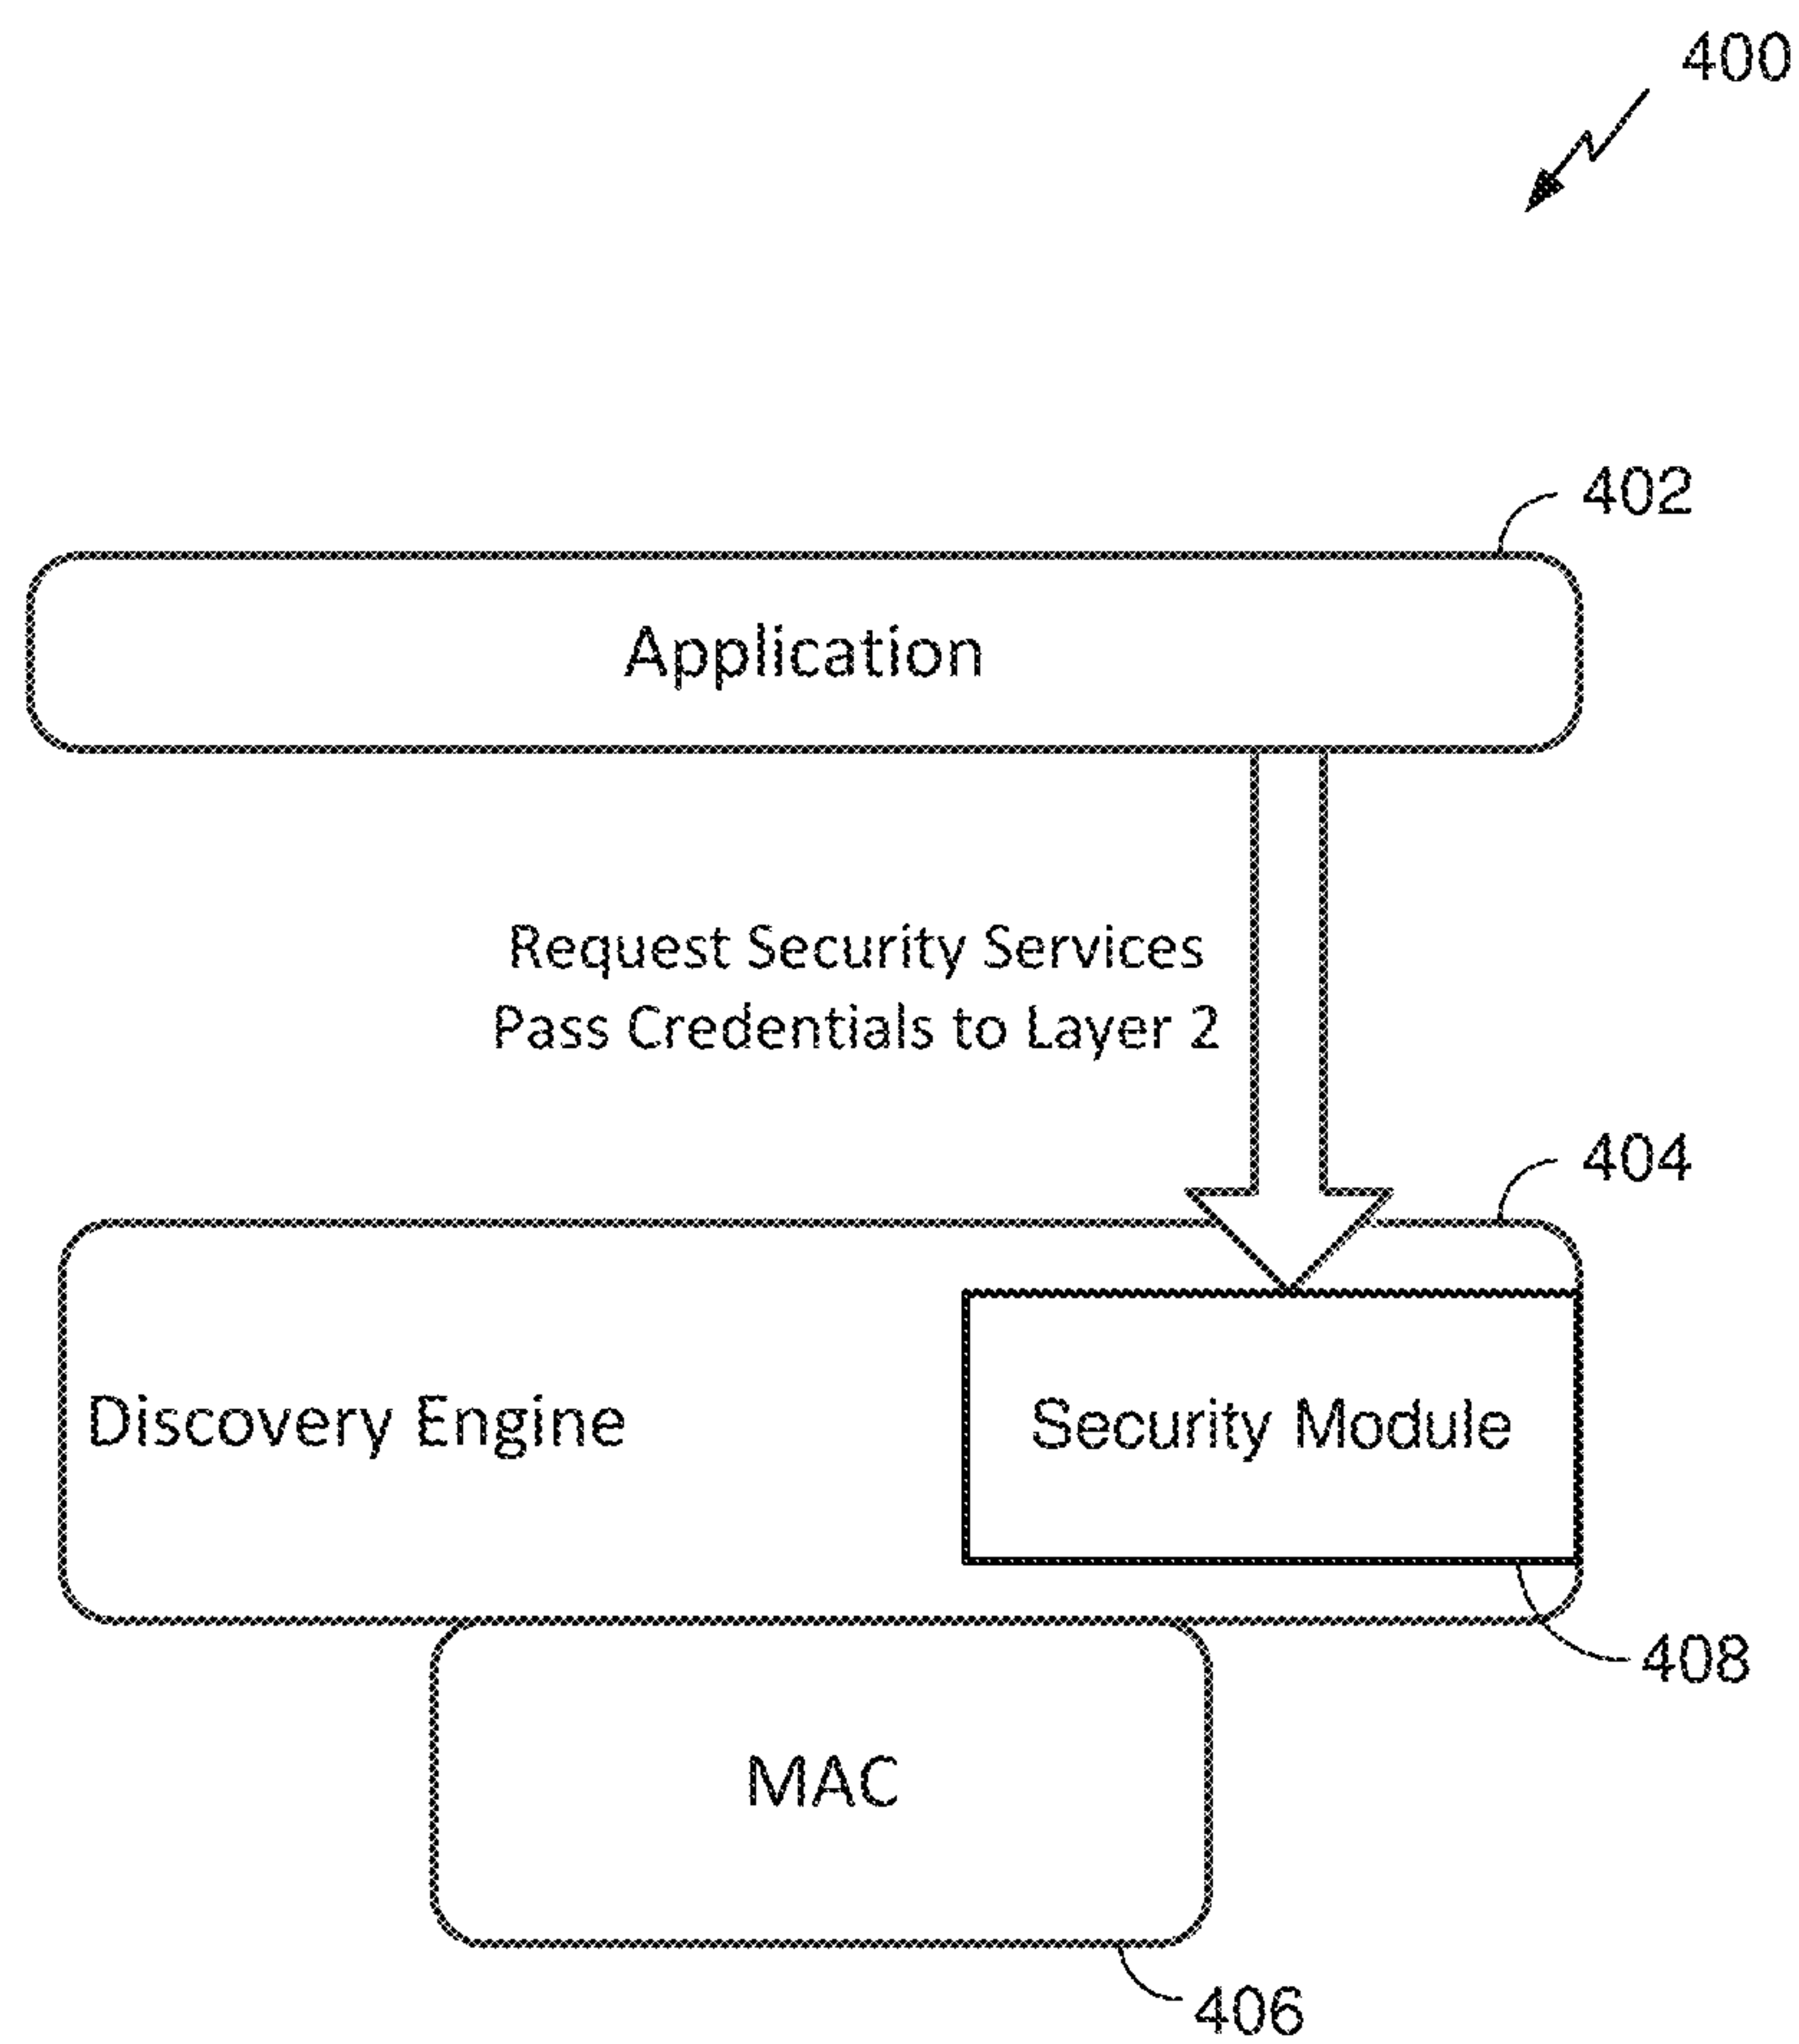 400
402
Application
Request Security Services
Pass Credentials to Layer 2
404
Discovery Engine
Security Module
408
MAC
406